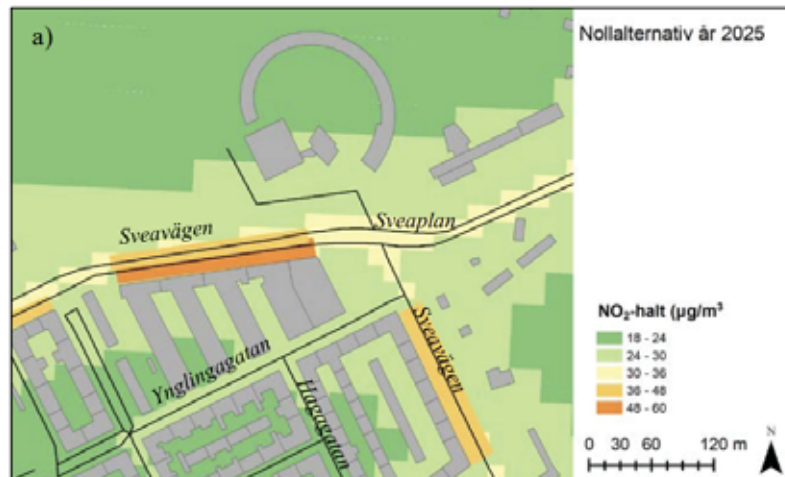 a)
Nollalternativ år 2025
Sveavägen
Sveaplan
Ynglingagatan
Hagagatan
Sveavägen
NO₂-halt (µg/m³
18 - 24
24 - 30
30 - 36
36 - 48
48 - 60
0 30 60 120 m
N